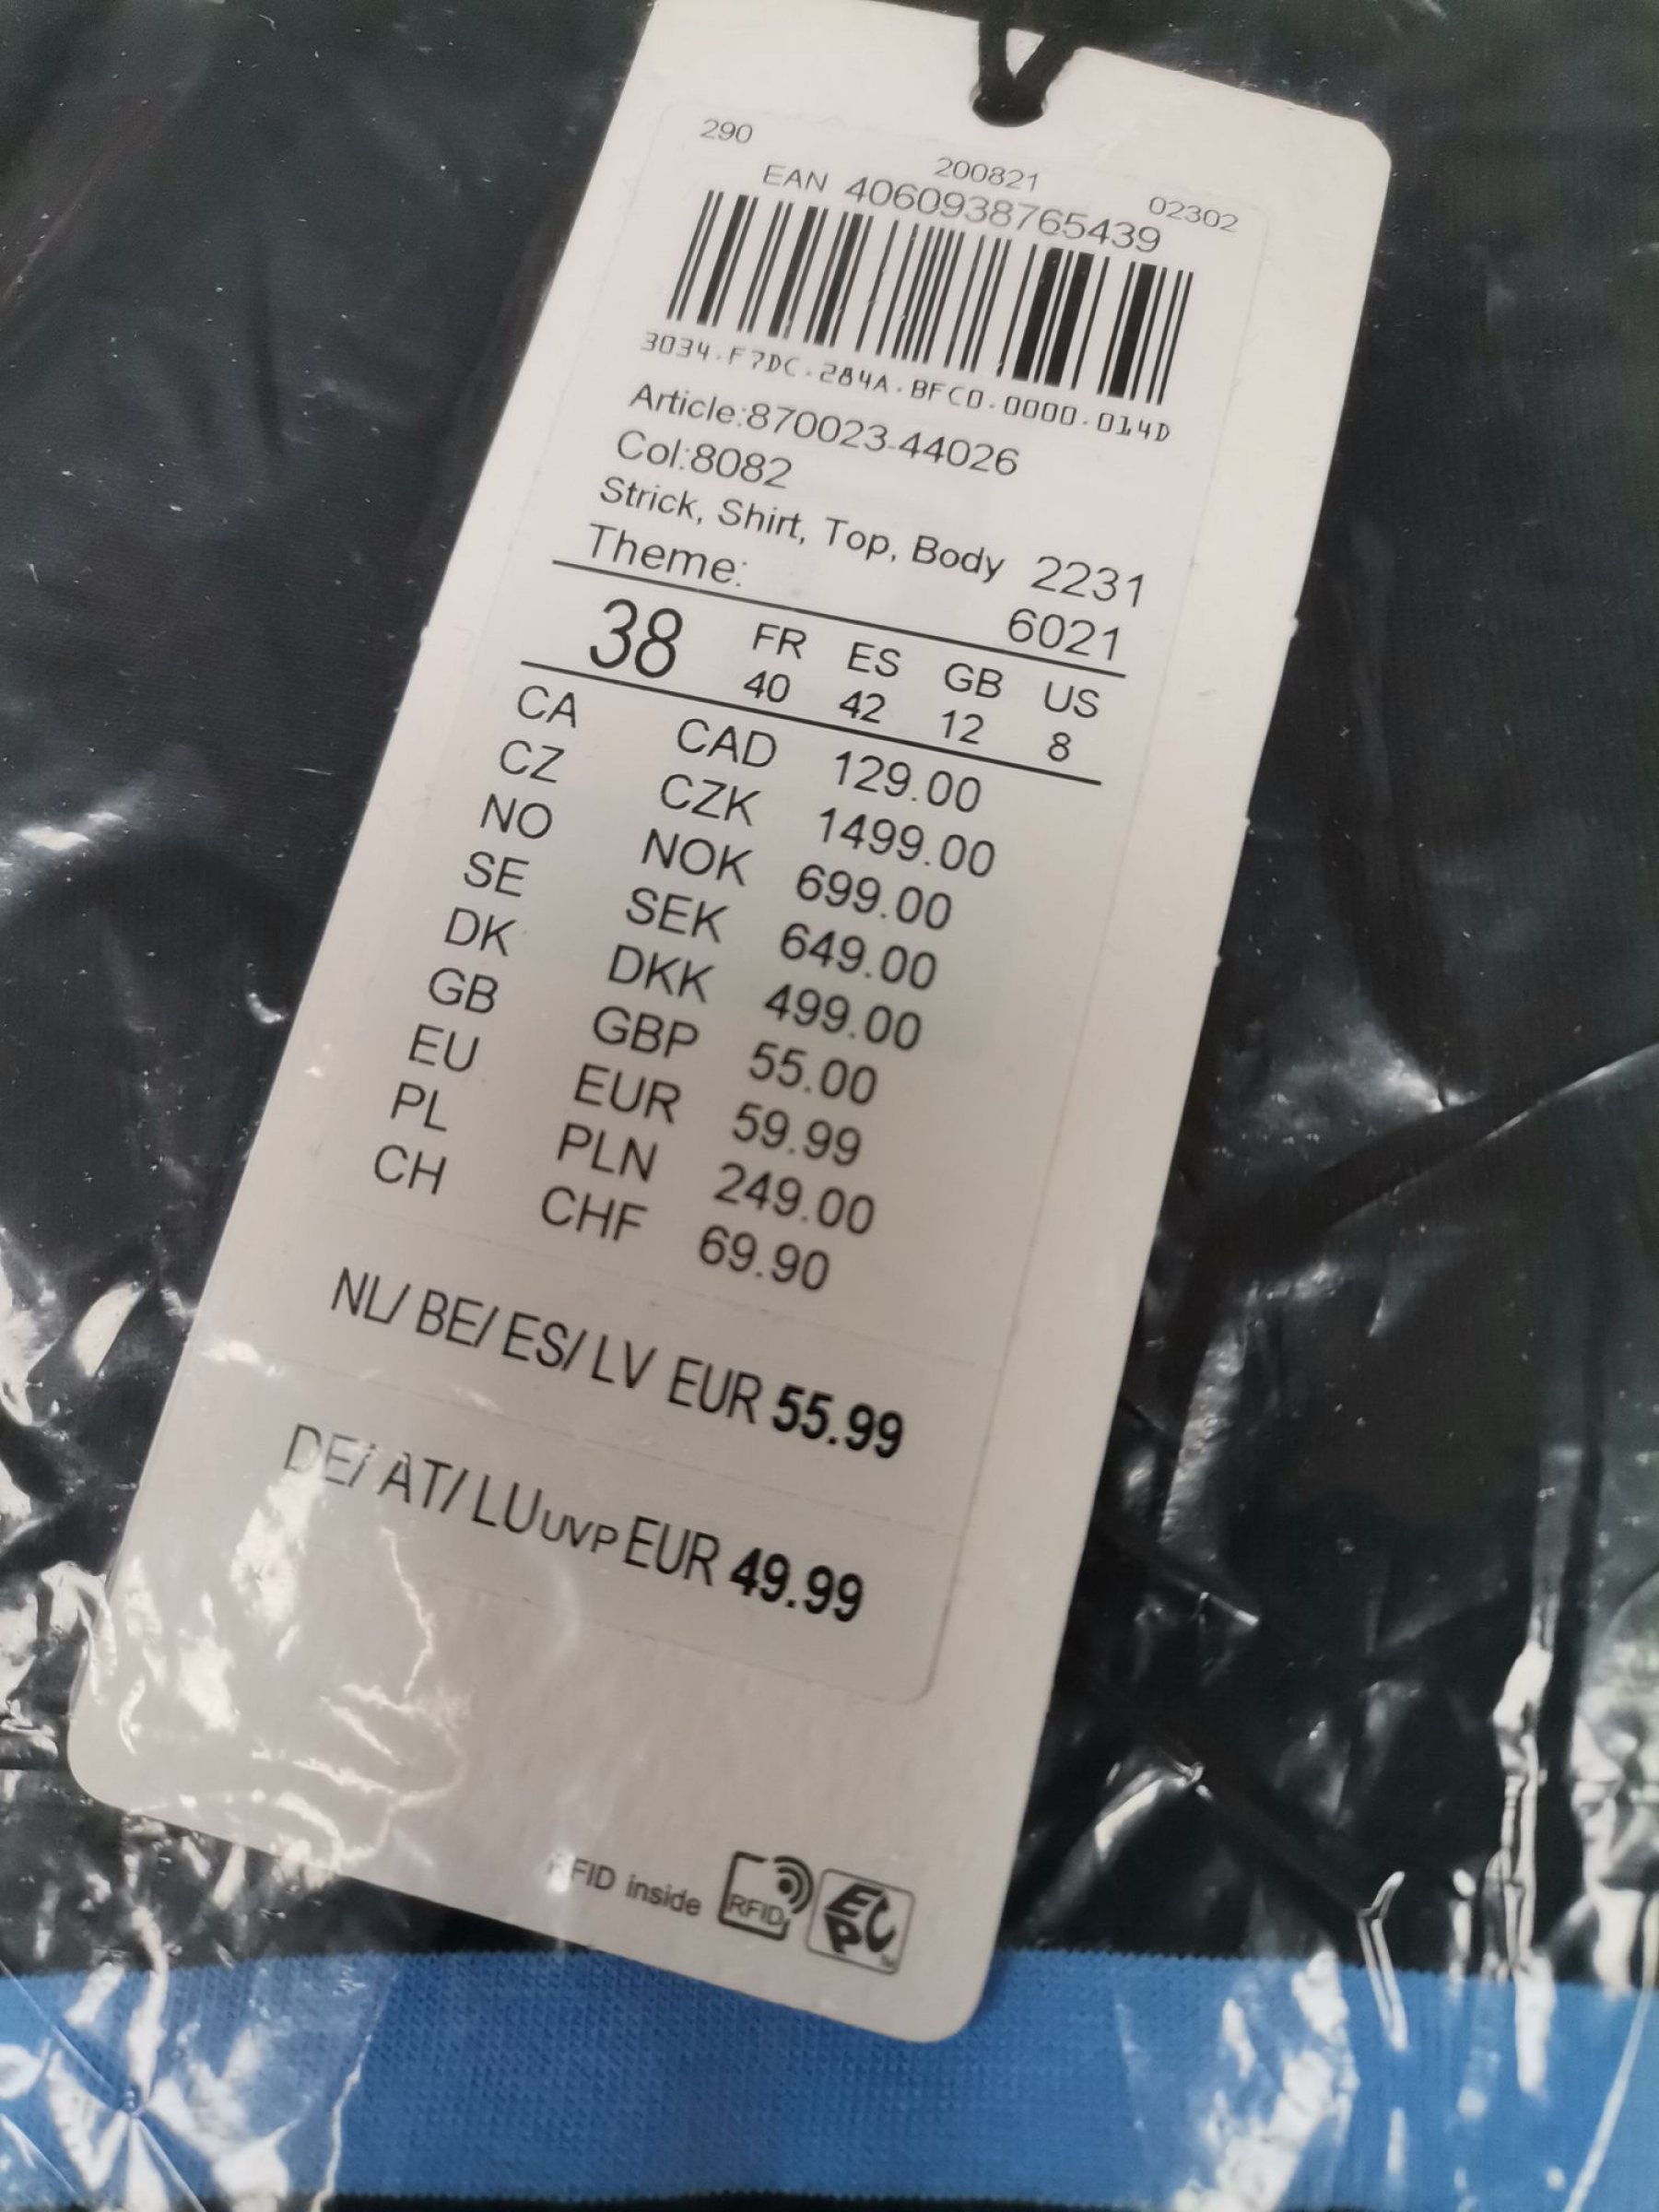 290 200821 02302
EAN 4060938765439
3034.F7DC.284A.BFC0.0000.014D
Article:870023-44026
Col:8082
Strick, Shirt, Top, Body 2231
Theme: 6021
38 FR ES GB US
40 42 12 8
CA CAD 129.00
CZ CZK 1499.00
NO NOK 699.00
SE SEK 649.00
DK DKK 499.00
GB GBP 55.00
EU EUR 59.99
PL PLN 249.00
CH CHF 69.90
NL/ BE/ ES/ LV EUR 55.99
DE/ AT/ LU UVP EUR 49.99
RFID inside RFID EPC